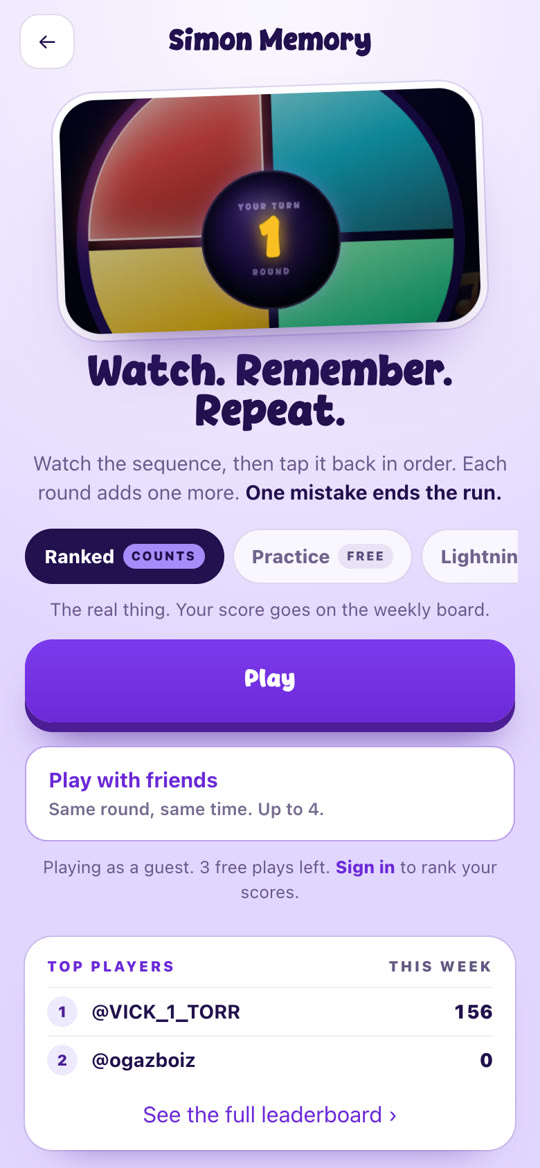 ←
Simon Memory
YOUR TURN
1
ROUND
Watch. Remember.
Repeat.
Watch the sequence, then tap it back in order. Each
round adds one more. One mistake ends the run.
Ranked COUNTS Practice FREE Lightnin
The real thing. Your score goes on the weekly board.
Play
Play with friends
Same round, same time. Up to 4.
Playing as a guest. 3 free plays left. Sign in to rank your
scores.
TOP PLAYERS THIS WEEK
1 @VICK_1_TORR 156
2 @ogazboiz 0
See the full leaderboard ›